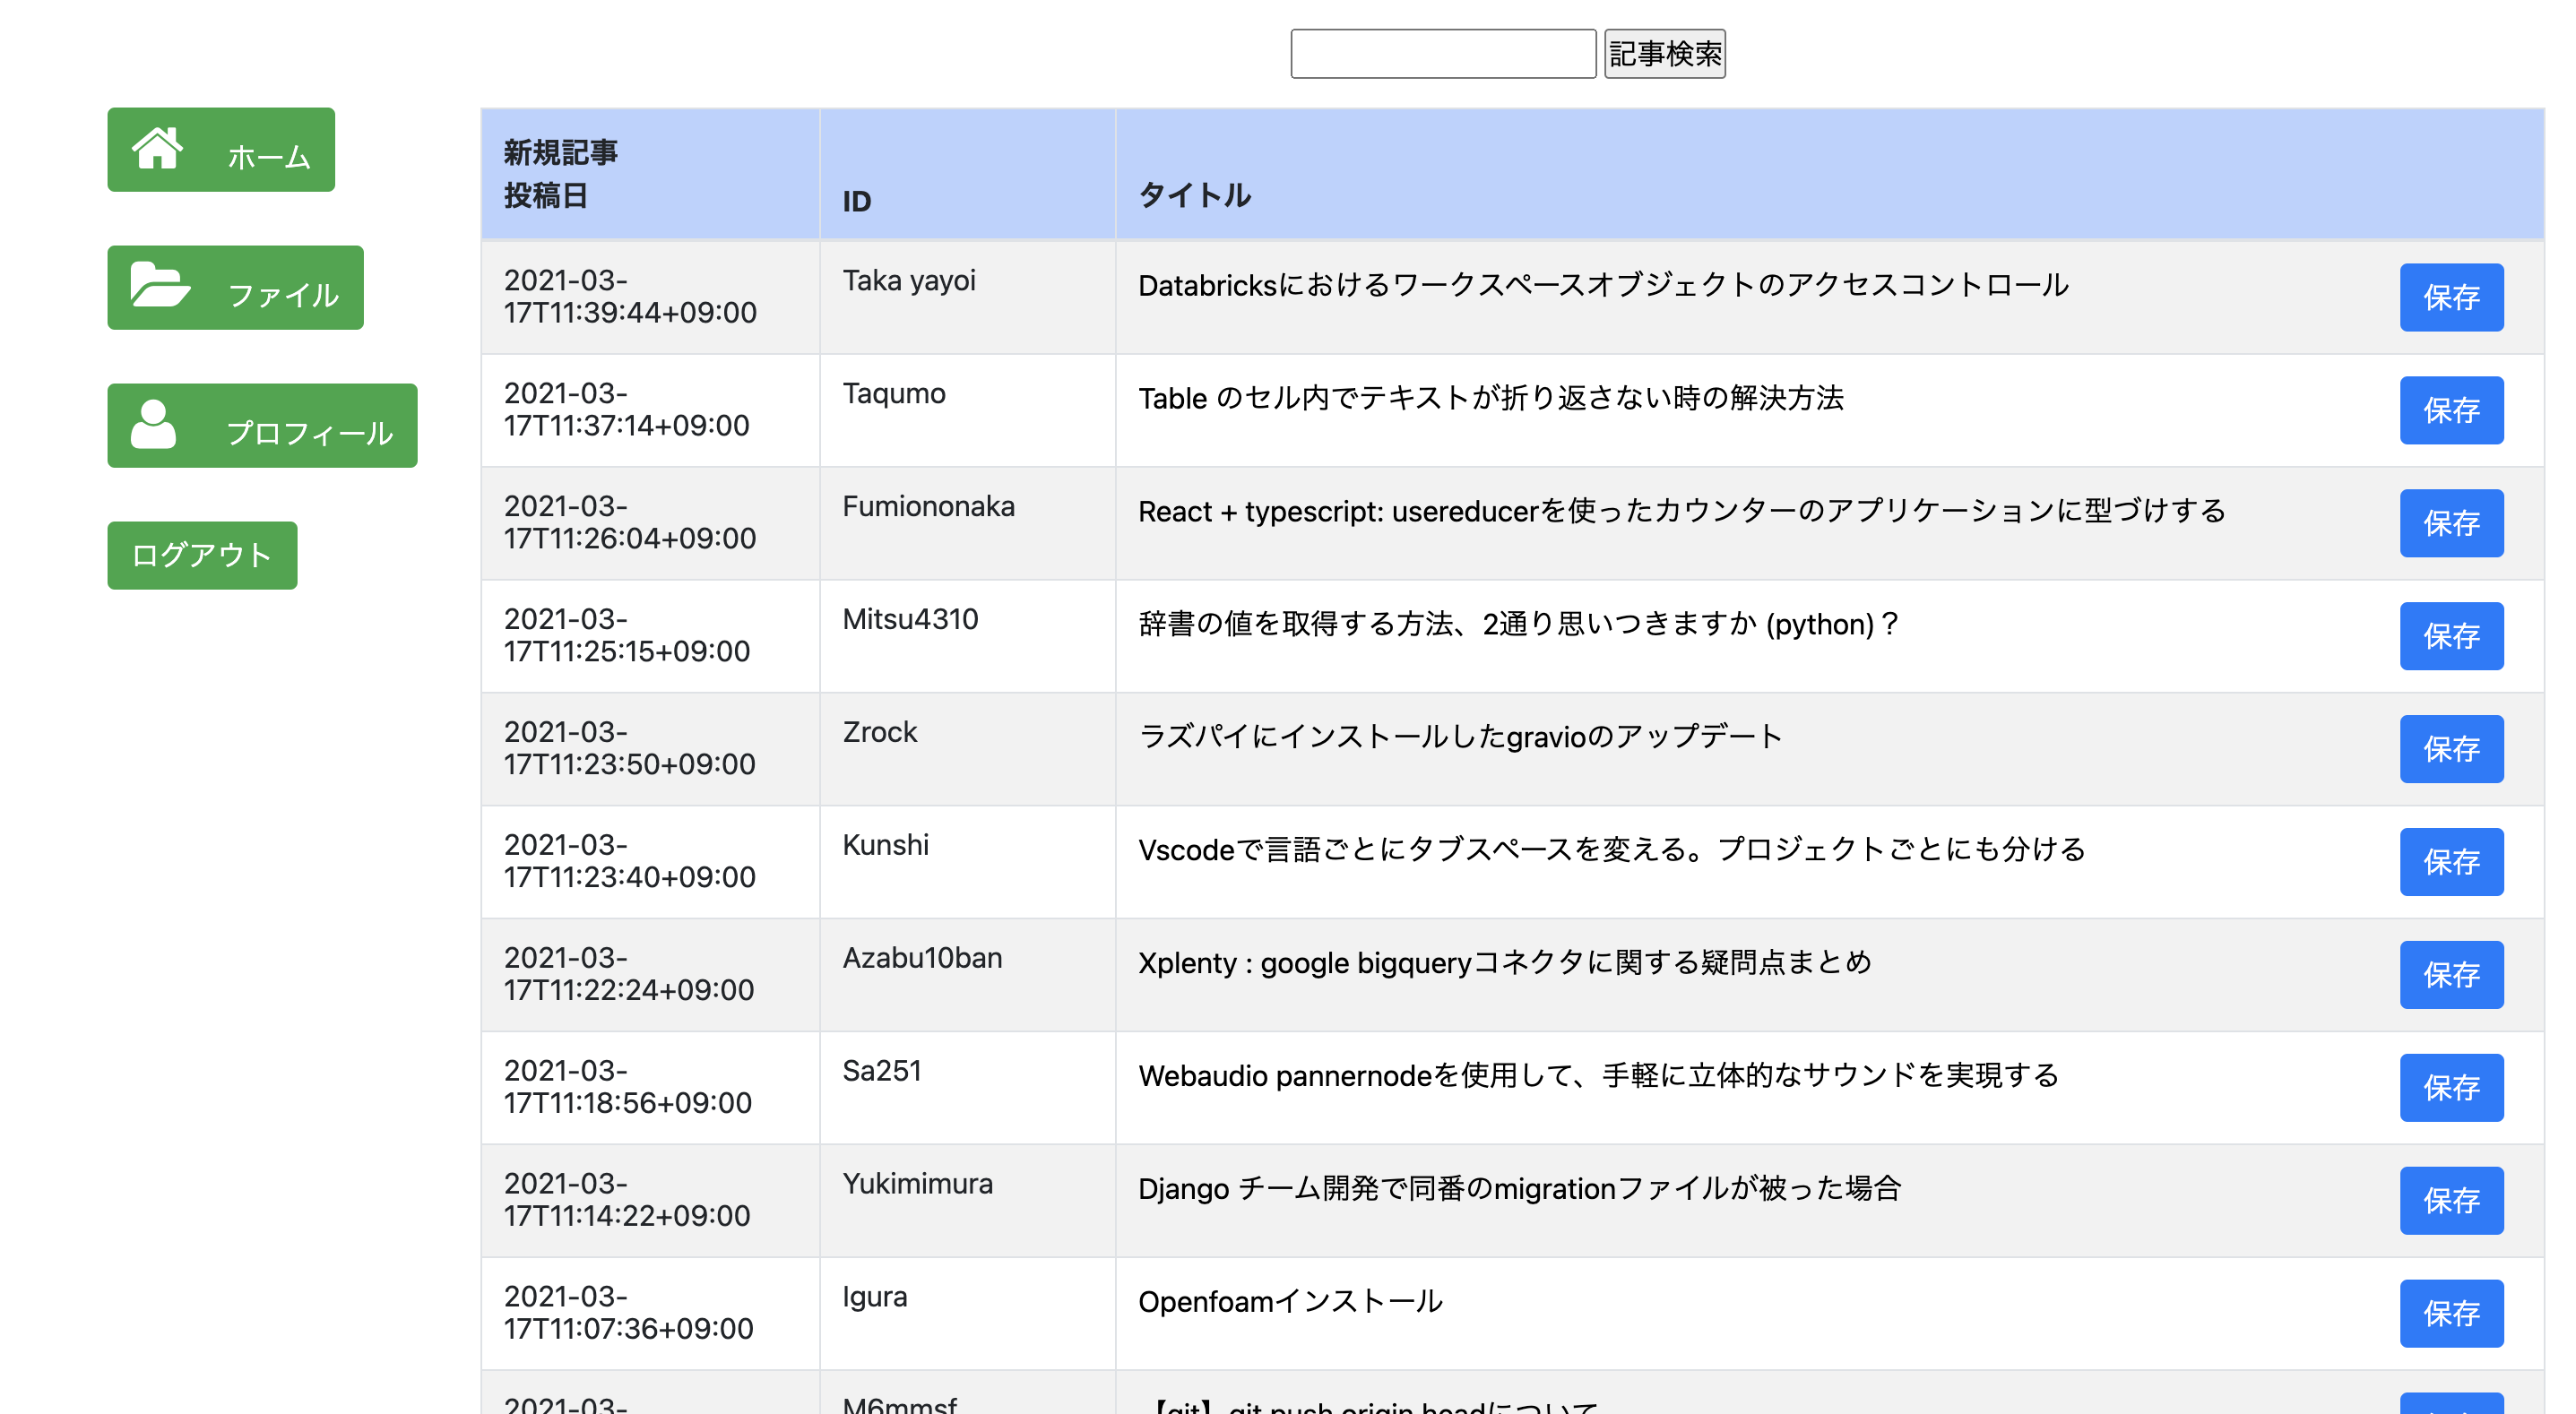 記事検索
ホーム
ファイル
プロフィール
ログアウト
新規記事
投稿日
ID
タイトル
2021-03-
17T11:39:44+09:00
Taka yayoi
Databricksにおけるワークスペースオブジェクトのアクセスコントロール
保存
2021-03-
17T11:37:14+09:00
Taqumo
Table のセル内でテキストが折り返さない時の解決方法
保存
2021-03-
17T11:26:04+09:00
Fumiononaka
React + typescript: usereducerを使ったカウンターのアプリケーションに型づけする
保存
2021-03-
17T11:25:15+09:00
Mitsu4310
辞書の値を取得する方法、2通り思いつきますか (python)？
保存
2021-03-
17T11:23:50+09:00
Zrock
ラズパイにインストールしたgravioのアップデート
保存
2021-03-
17T11:23:40+09:00
Kunshi
Vscodeで言語ごとにタブスペースを変える。プロジェクトごとにも分ける
保存
2021-03-
17T11:22:24+09:00
Azabu10ban
Xplenty : google bigqueryコネクタに関する疑問点まとめ
保存
2021-03-
17T11:18:56+09:00
Sa251
Webaudio pannernodeを使用して、手軽に立体的なサウンドを実現する
保存
2021-03-
17T11:14:22+09:00
Yukimimura
Django チーム開発で同番のmigrationファイルが被った場合
保存
2021-03-
17T11:07:36+09:00
Igura
Openfoamインストール
保存
2021-03-
M6mmsf
【git】git push origin headについて